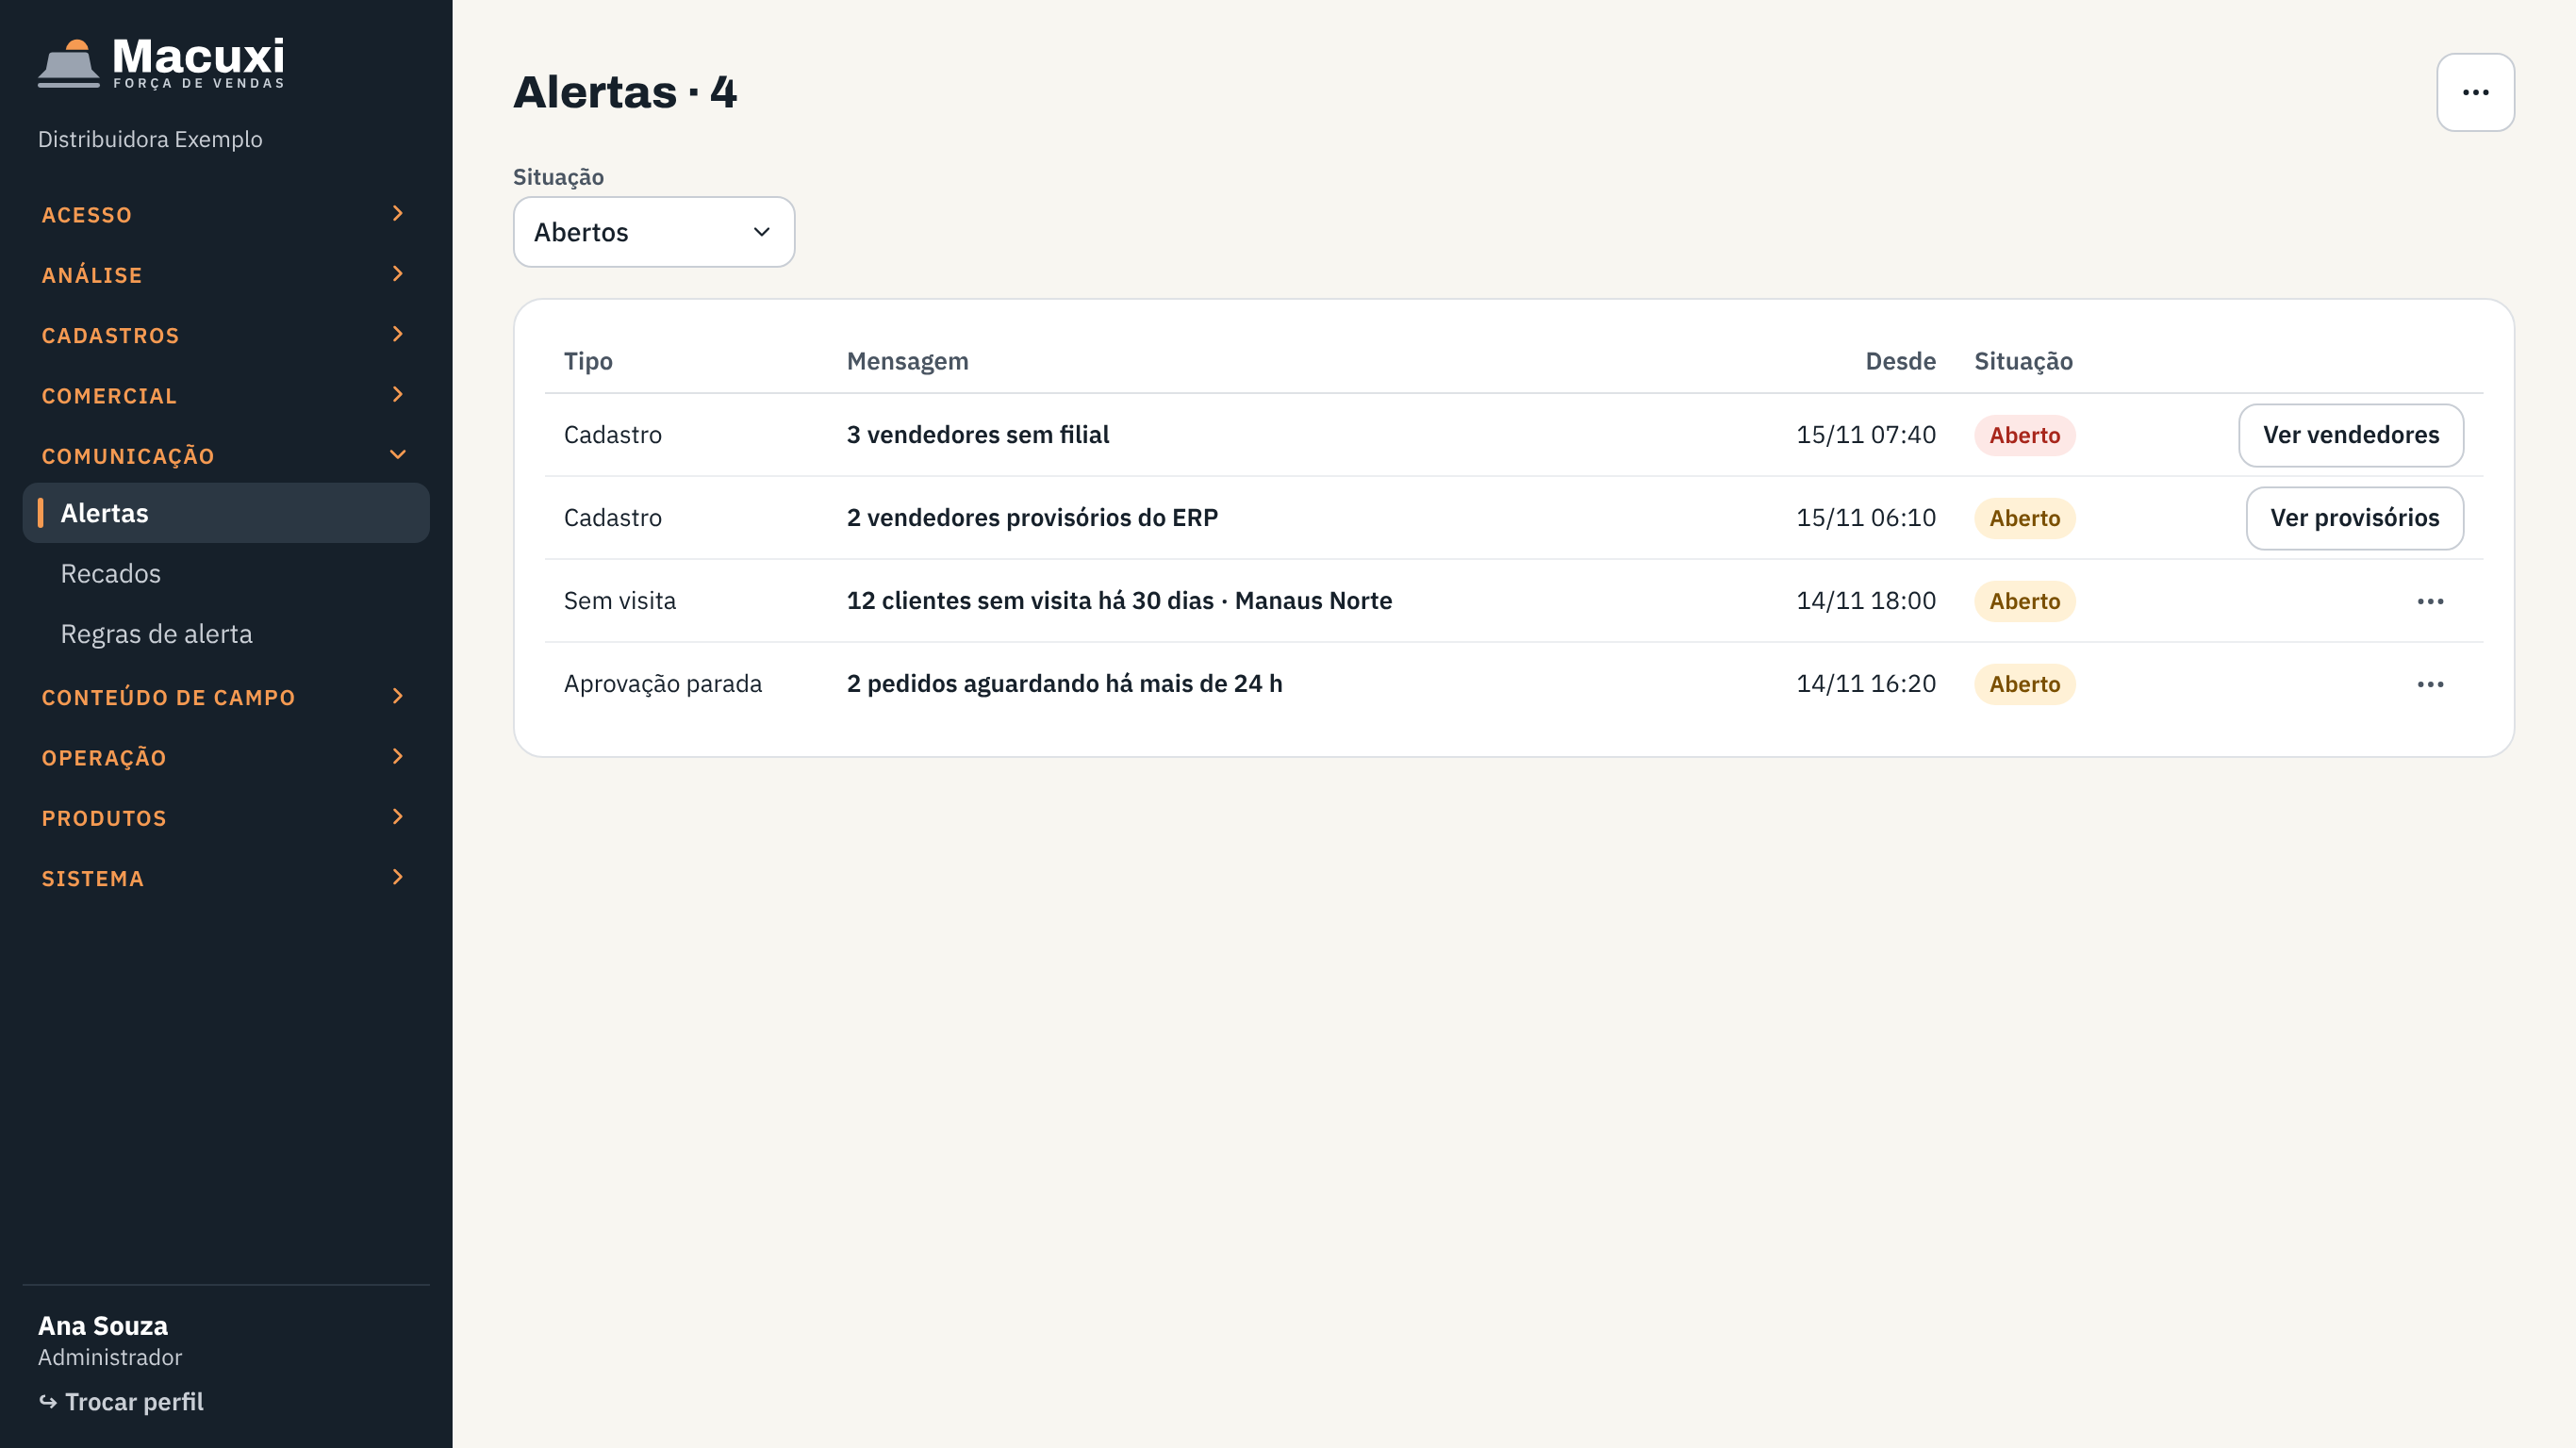 Macuxi
FORÇA DE VENDAS
Distribuidora Exemplo
ACESSO
ANÁLISE
CADASTROS
COMERCIAL
COMUNICAÇÃO
Alertas
Recados
Regras de alerta
CONTEÚDO DE CAMPO
OPERAÇÃO
PRODUTOS
SISTEMA
Ana Souza
Administrador
↪ Trocar perfil
Alertas · 4
Situação
Abertos
Tipo Mensagem Desde Situação
Cadastro 3 vendedores sem filial 15/11 07:40 Aberto Ver vendedores
Cadastro 2 vendedores provisórios do ERP 15/11 06:10 Aberto Ver provisórios
Sem visita 12 clientes sem visita há 30 dias · Manaus Norte 14/11 18:00 Aberto
Aprovação parada 2 pedidos aguardando há mais de 24 h 14/11 16:20 Aberto